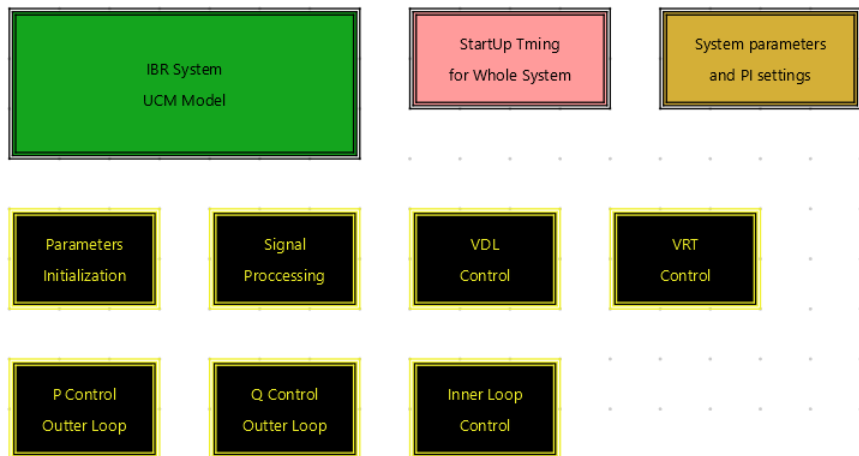 IBR System
UCM Model
StartUp Tming
for Whole System
System parameters
and PI settings
Parameters
Initialization
Signal
Proccessing
VDL
Control
VRT
Control
P Control
Outter Loop
Q Control
Outter Loop
Inner Loop
Control